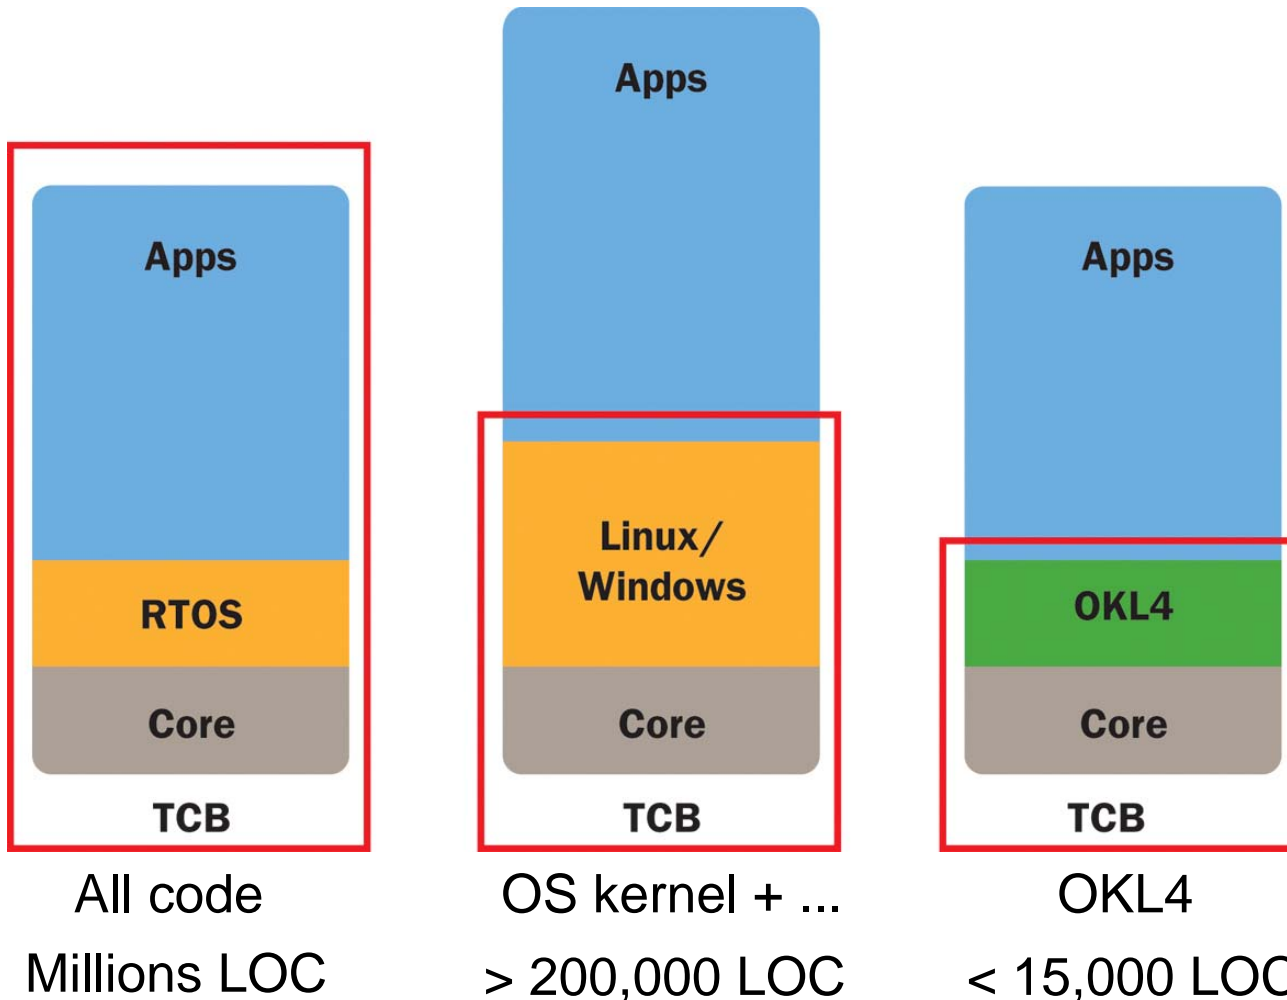 Apps
RTOS
Core
TCB
All code
Millions LOC
Apps
Linux/
Windows
Core
TCB
OS kernel + ...
> 200,000 LOC
Apps
OKL4
Core
TCB
OKL4
< 15,000 LOC